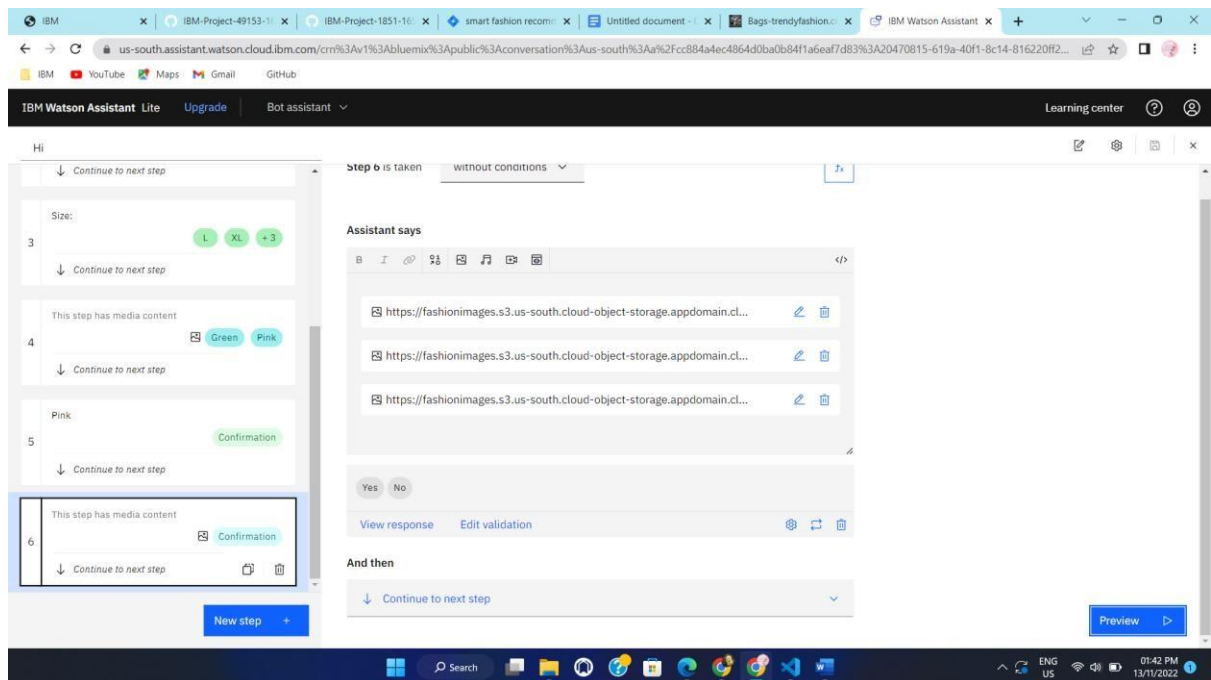 IBM
IBM-Project-49153-1
IBM-Project-1851-16
smart fashion recom
Untitled document -
Bags-trendyfashion.c
IBM Watson Assistant
us-south.assistant.watson.cloud.ibm.com/crn%3Av1%3Abluemix%3Apublic%3Aconversation%3Aus-south%3Aa%2Fcc884a4ec4864d0ba0b84f1a6eaf7d83%3A20470815-619a-40f1-8c14-816220ff2...
IBM YouTube Maps Gmail GitHub
IBM Watson Assistant Lite Upgrade Bot assistant Learning center
Hi
Continue to next step
3
Size:
L XL +3
Continue to next step
4
This step has media content
Green Pink
Continue to next step
5
Pink
Confirmation
Continue to next step
6
This step has media content
Confirmation
Continue to next step
New step +
Step 6 is taken without conditions fx
Assistant says
B I </>
https://fashionimages.s3.us-south.cloud-object-storage.appdomain.cl...
https://fashionimages.s3.us-south.cloud-object-storage.appdomain.cl...
https://fashionimages.s3.us-south.cloud-object-storage.appdomain.cl...
Yes No
View response Edit validation
And then
Continue to next step
Preview
Search
ENG
US
01:42 PM
13/11/2022
1